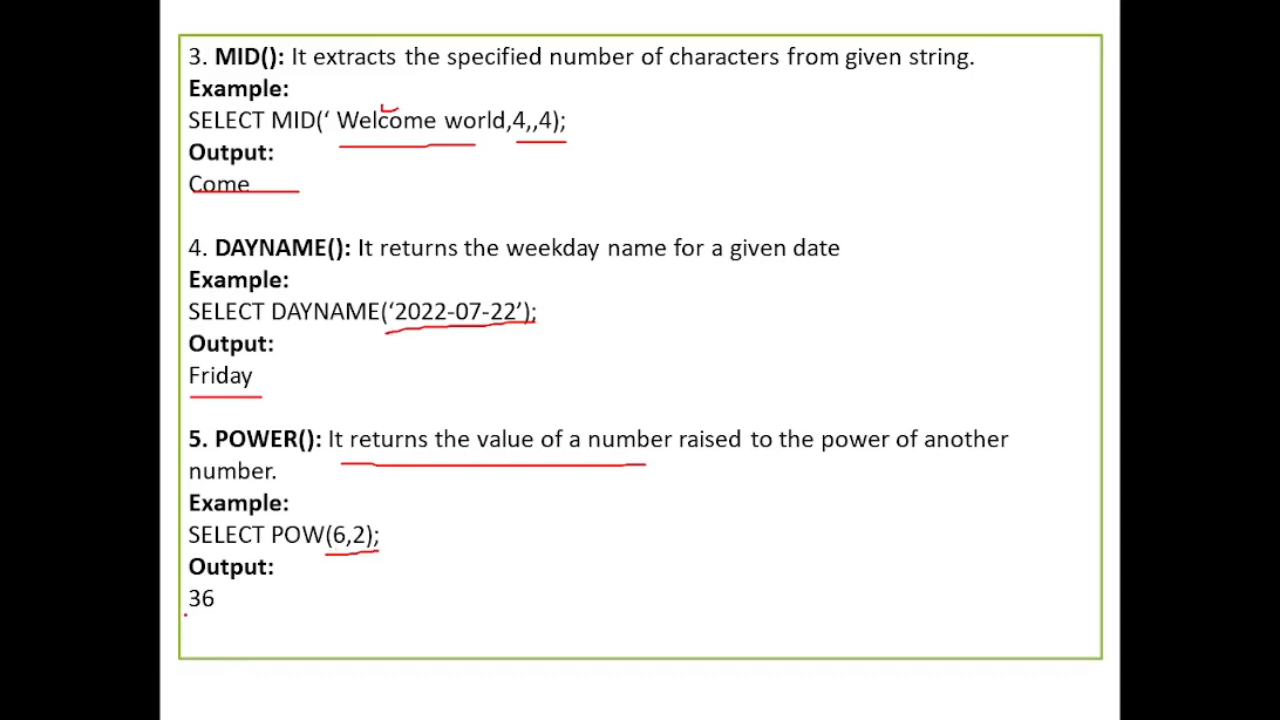 3. MID(): It extracts the specified number of characters from given string.
Example:
SELECT MID(‘ Welcome world,4,,4);
Output:
Come
4. DAYNAME(): It returns the weekday name for a given date
Example:
SELECT DAYNAME(‘2022-07-22’);
Output:
Friday
5. POWER(): It returns the value of a number raised to the power of another
number.
Example:
SELECT POW(6,2);
Output:
36